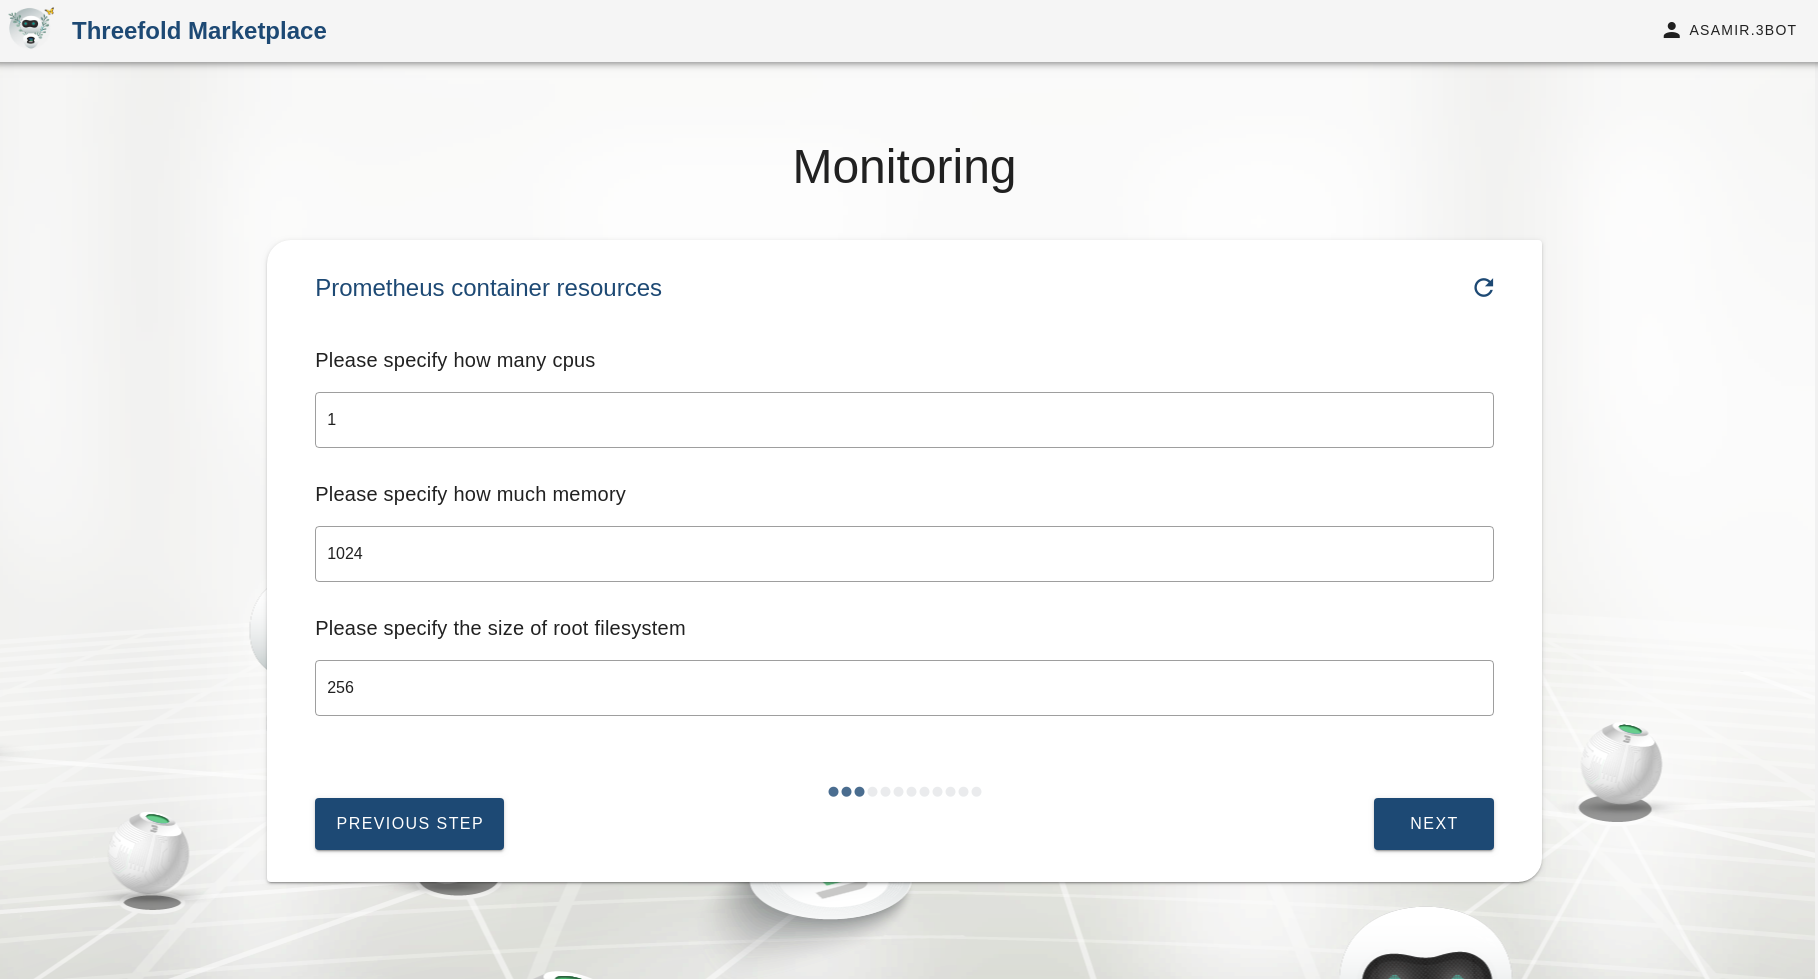 Threefold Marketplace
ASAMIR.3BOT
Monitoring
Prometheus container resources
Please specify how many cpus
1
Please specify how much memory
1024
Please specify the size of root filesystem
256
PREVIOUS STEP
NEXT